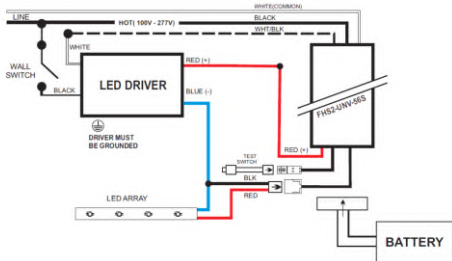 WHITE(COMMON)
LINE
BLACK
HOT( 100V - 277V)
WHT/BLK
WHITE
WALL
SWITCH
RED (+)
LED DRIVER
BLACK
BLUE (-)
FHS2-UNV-56S
DRIVER MUST
BE GROUNDED
RED (+)
TEST
SWITCH
BLK
LED ARRAY
RED
BATTERY